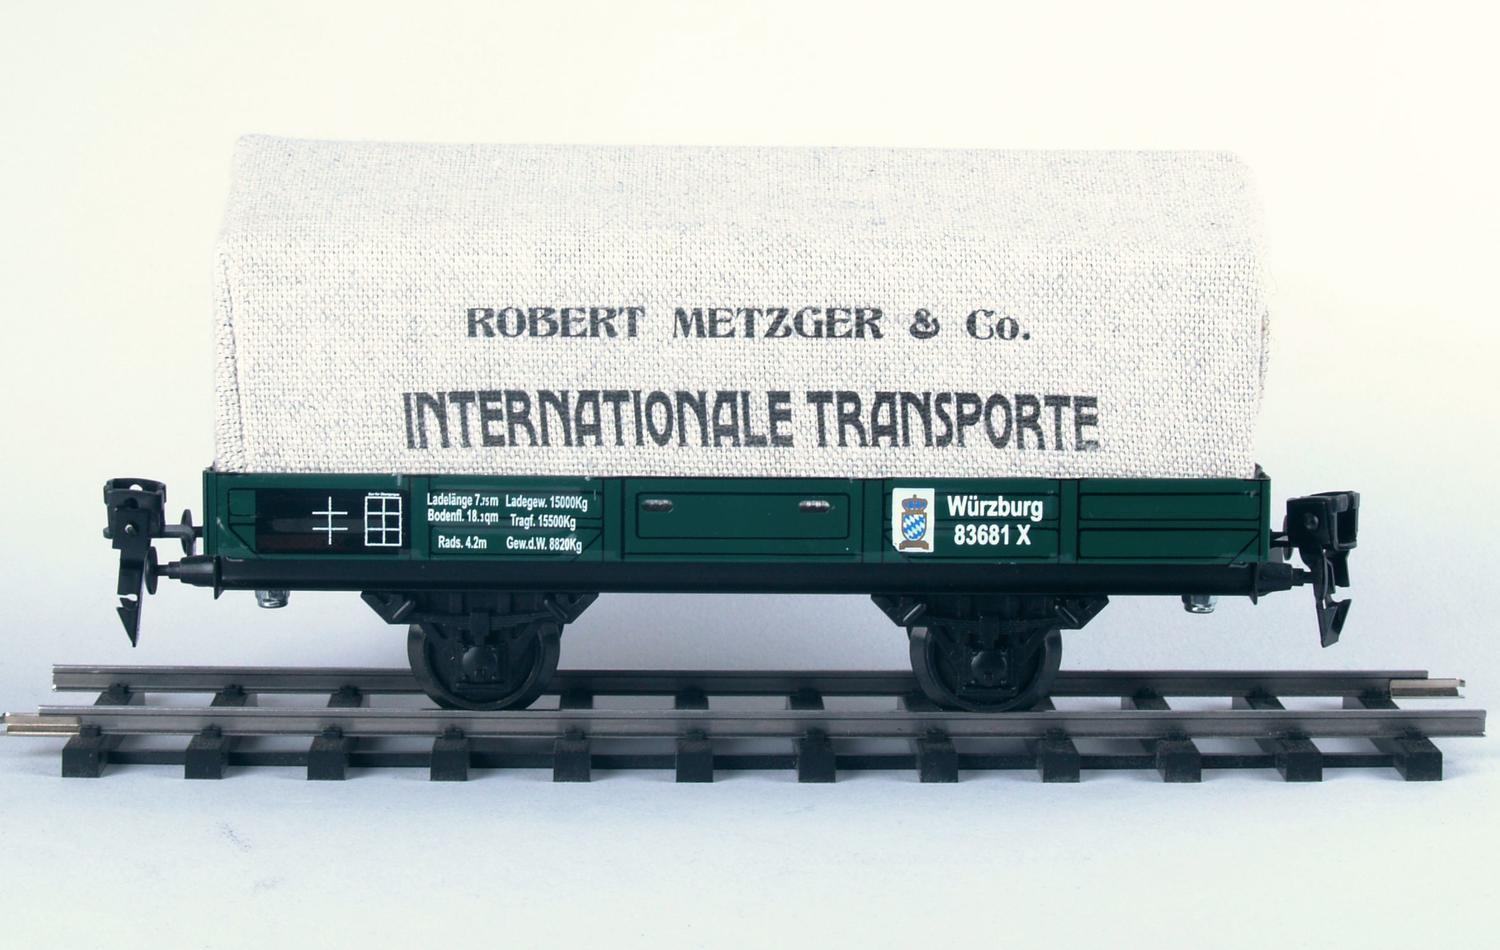 ROBERT METZGER & Co.
INTERNATIONALE TRANSPORTE
Ladelänge 7.75m Ladegew. 15000Kg
Bodenfl. 18.3qm Tragf. 15500Kg
Rads. 4.2m Gew.d.W. 8820Kg
Würzburg
83681 X